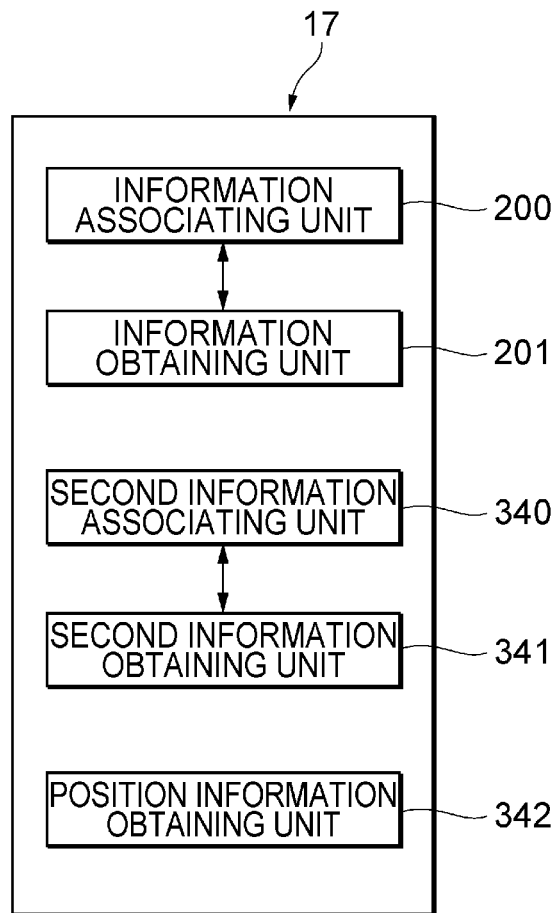 17
INFORMATION
ASSOCIATING UNIT
200
INFORMATION
OBTAINING UNIT
201
SECOND INFORMATION
ASSOCIATING UNIT
340
SECOND INFORMATION
OBTAINING UNIT
341
POSITION INFORMATION
OBTAINING UNIT
342